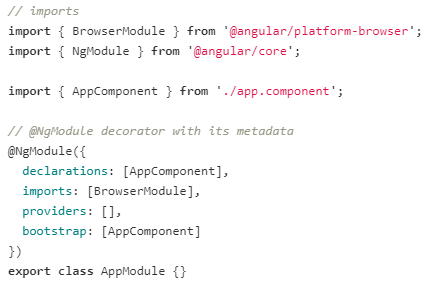 // imports
import { BrowserModule } from '@angular/platform-browser';
import { NgModule } from '@angular/core';

import { AppComponent } from './app.component';

// @NgModule decorator with its metadata
@NgModule({
  declarations: [AppComponent],
  imports: [BrowserModule],
  providers: [],
  bootstrap: [AppComponent]
})
export class AppModule {}